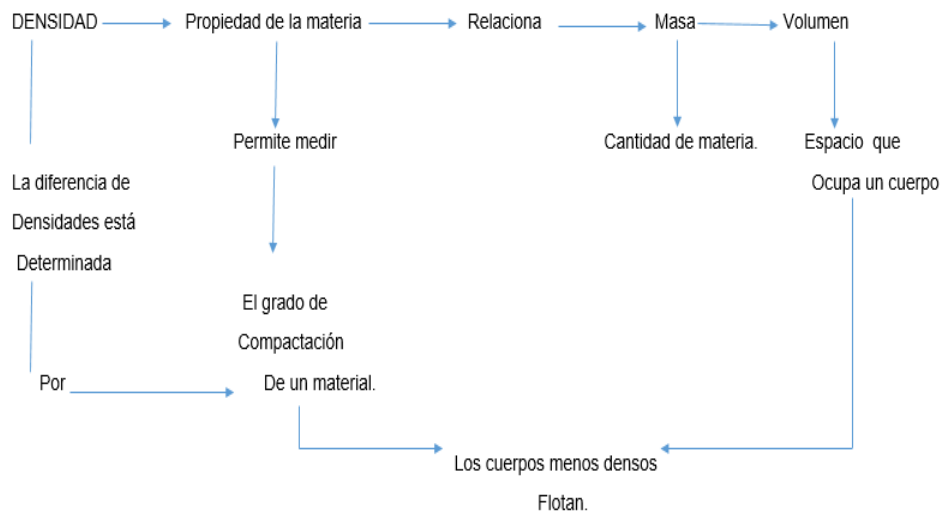 DENSIDAD Propiedad de la materia Relaciona Masa Volumen
Permite medir Cantidad de materia. Espacio que
Ocupa un cuerpo
La diferencia de
Densidades está
Determinada
El grado de
Compactación
De un material.
Por
Los cuerpos menos densos
Flotan.